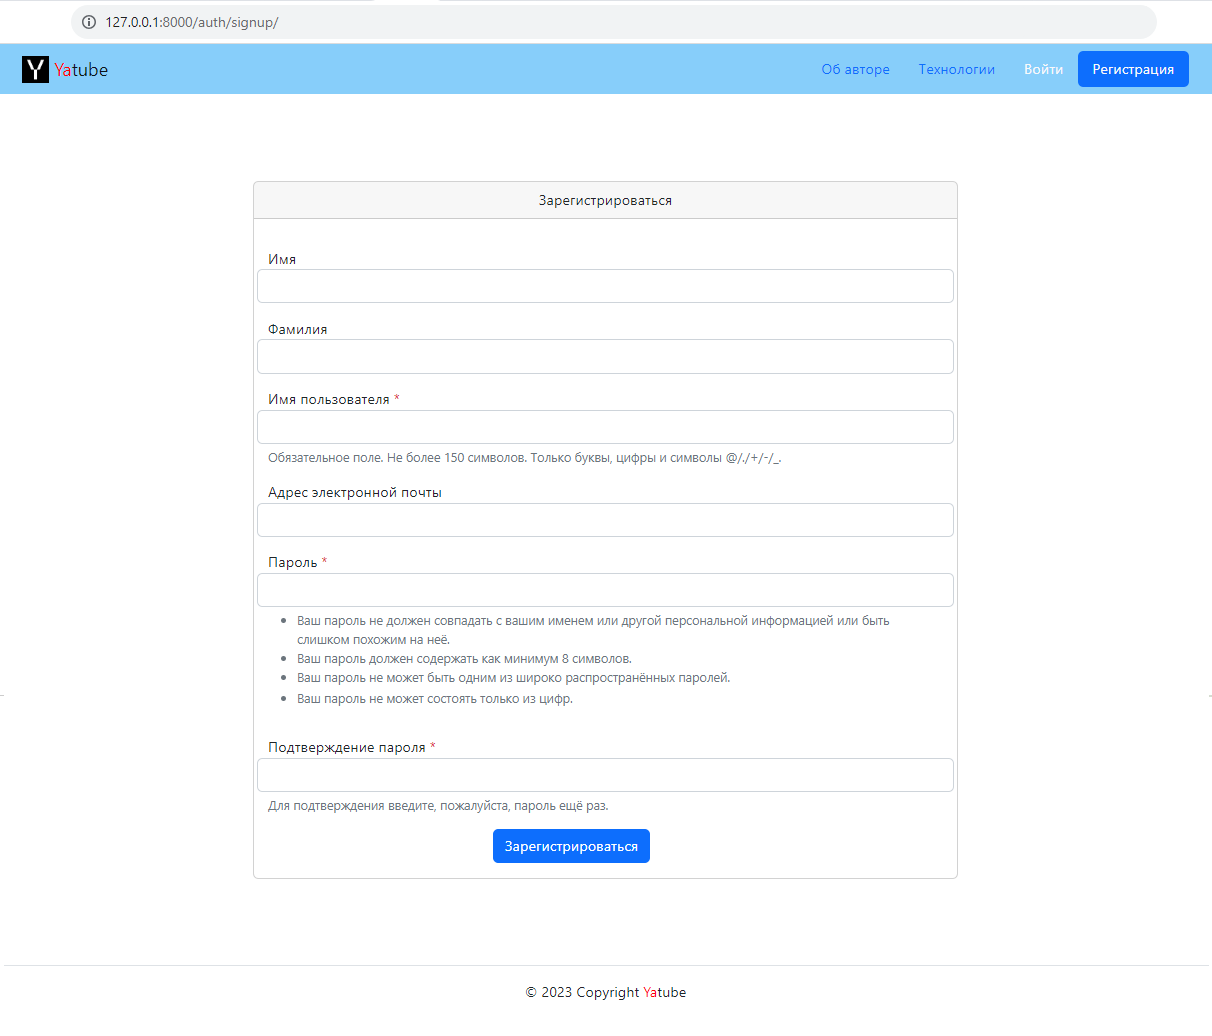 127.0.0.1:8000/auth/signup/
Yatube Об авторе Технологии Войти Регистрация
Зарегистрироваться
Имя
Фамилия
Имя пользователя *
Обязательное поле. Не более 150 символов. Только буквы, цифры и символы @/./+/-/_.
Адрес электронной почты
Пароль *
• Ваш пароль не должен совпадать с вашим именем или другой персональной информацией или быть
слишком похожим на неё.
• Ваш пароль должен содержать как минимум 8 символов.
• Ваш пароль не может быть одним из широко распространённых паролей.
• Ваш пароль не может состоять только из цифр.
Подтверждение пароля *
Для подтверждения введите, пожалуйста, пароль ещё раз.
Зарегистрироваться
© 2023 Copyright Yatube